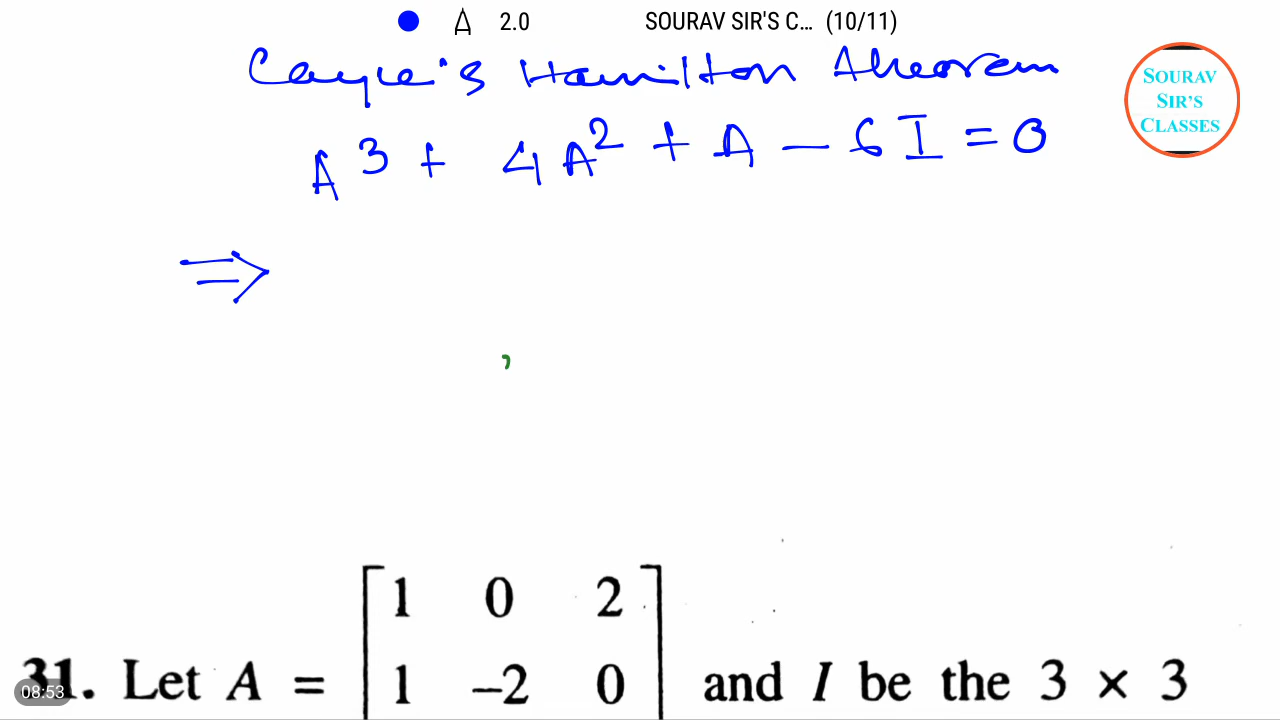 2.0 SOURAV SIR'S C... (10/11)
SOURAV
SIR'S
CLASSES
Cayle's Hamilton Theorem
A³ + 4A² + A − 6I = 0
⇒
,
1 0 2
31. Let A = 1 −2 0 and I be the 3 × 3
08:53